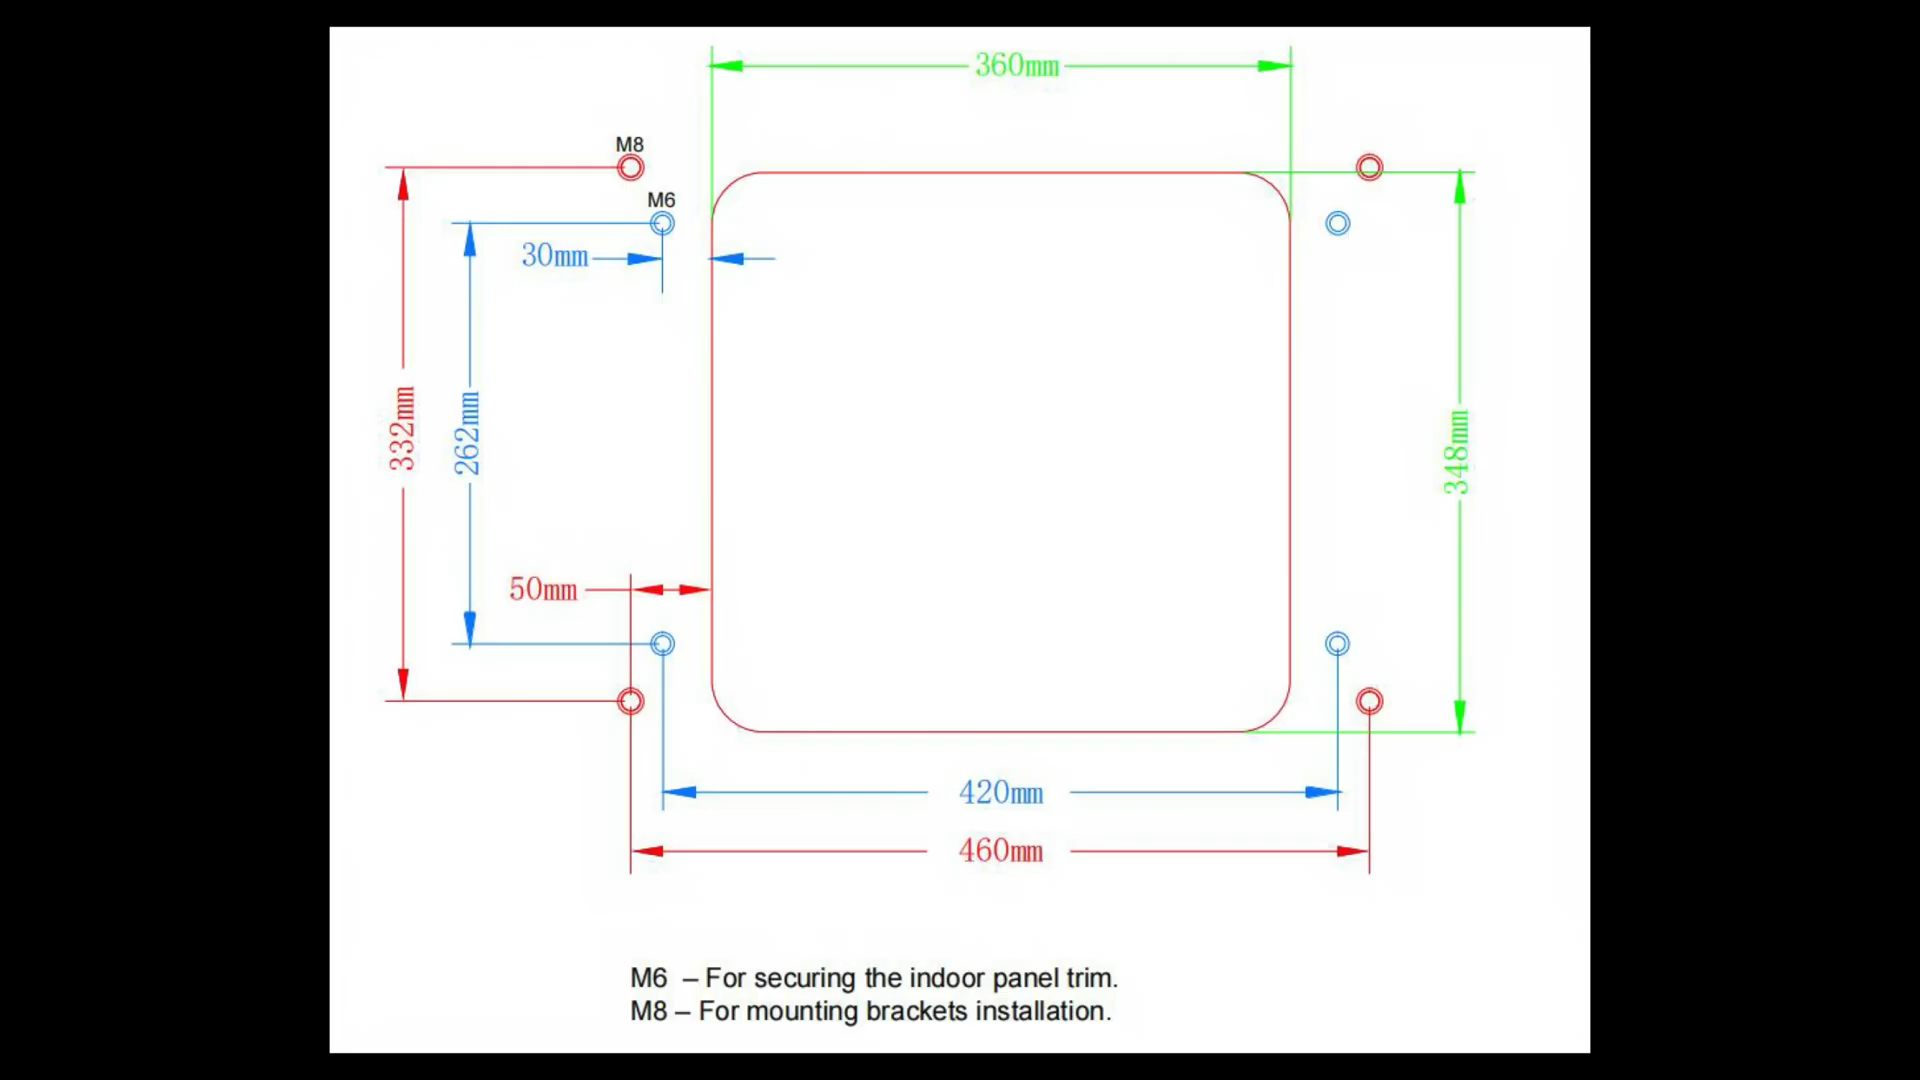 360mm
M8
M6
30mm
332mm
262mm
348mm
50mm
420mm
460mm
M6 – For securing the indoor panel trim.
M8 – For mounting brackets installation.